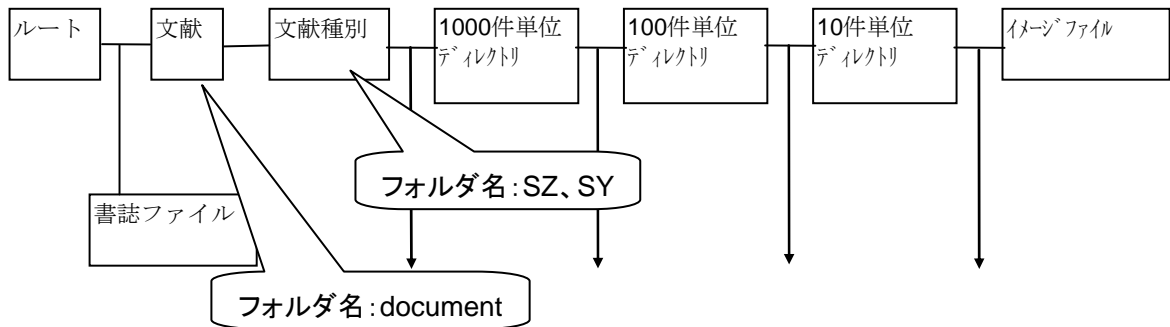 ルート
文献
文献種別
1000件単位
ﾃﾞｨﾚｸﾄﾘ
100件単位
ﾃﾞｨﾚｸﾄﾘ
10件単位
ﾃﾞｨﾚｸﾄﾘ
ｲﾒｰｼﾞﾌｧｲﾙ
フォルダ名：SZ、SY
書誌ファイル
フォルダ名：document